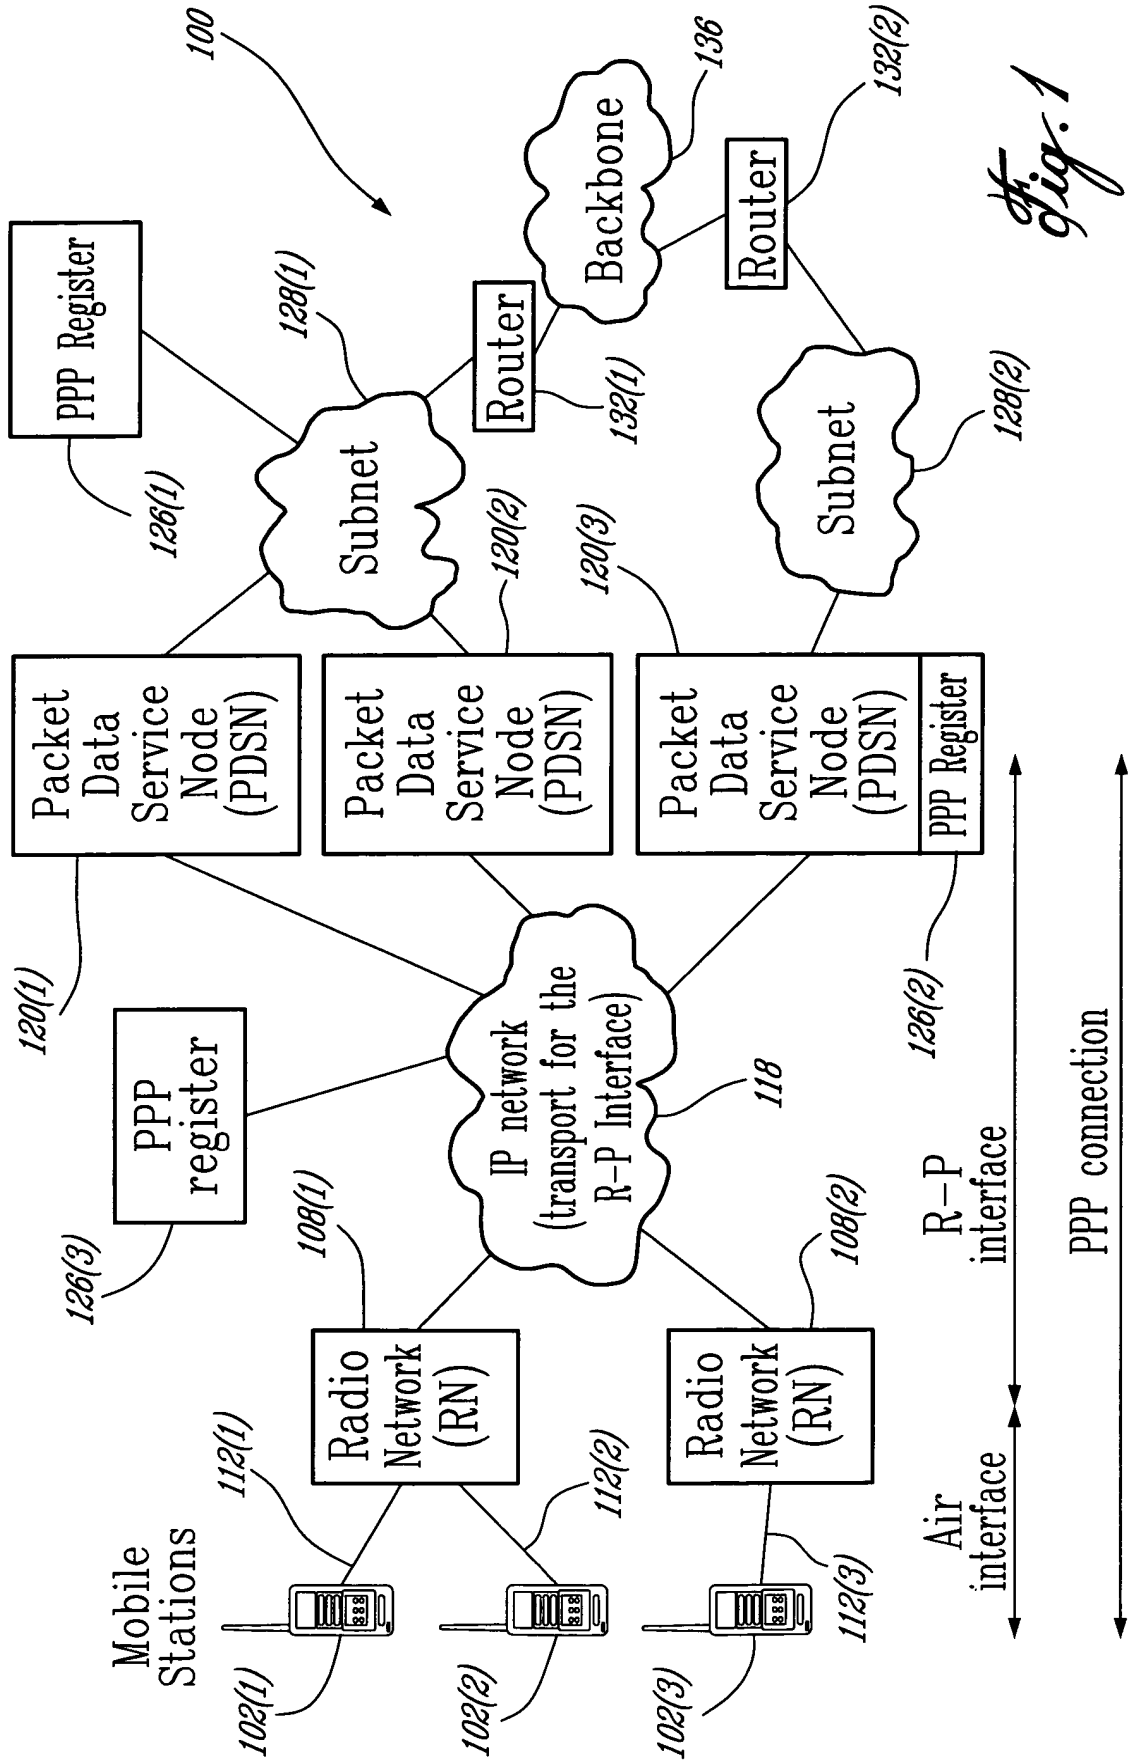 100
Mobile
Stations
102(1)
102(2)
102(3)
112(1)
112(2)
112(3)
Radio
Network
(RN)
108(1)
Radio
Network
(RN)
108(2)
126(3)
PPP
register
IP network
(transport for the
R-P Interface)
118
120(1)
Packet
Data
Service
Node
(PDSN)
Packet
Data
Service
Node
(PDSN)
120(2)
Packet
Data
Service
Node
(PDSN)
120(3)
PPP Register
126(2)
126(1)
PPP Register
Subnet
128(1)
Router
132(1)
Backbone
136
Router
132(2)
Subnet
128(2)
Air
interface
R-P
interface
PPP connection
Fig. 1